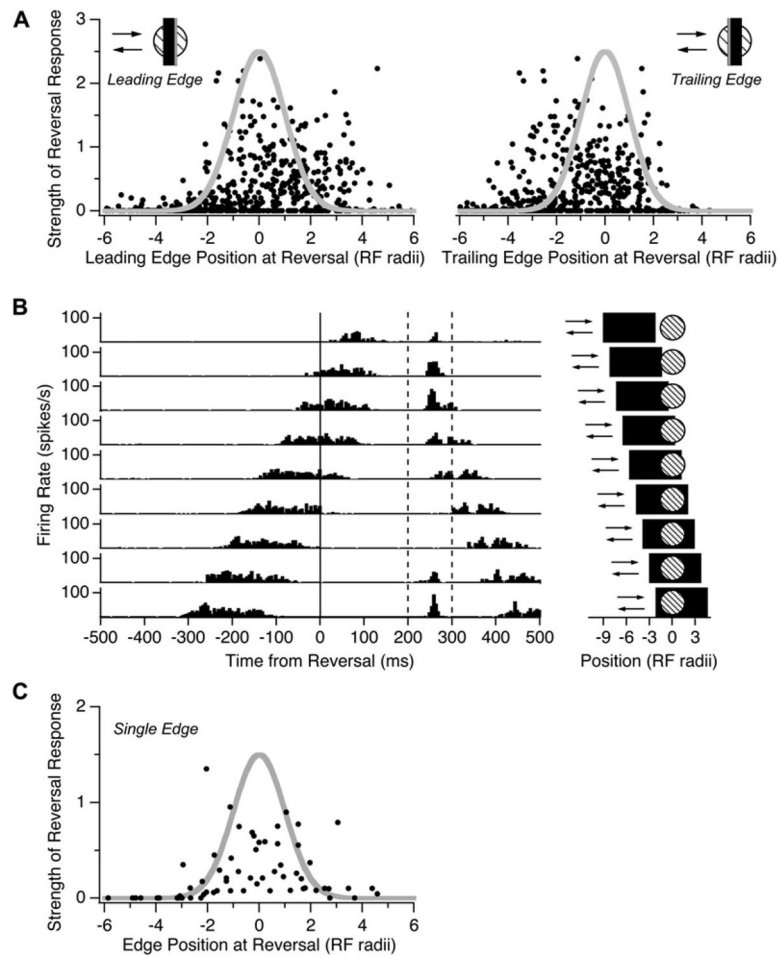 A
Strength of Reversal Response
3
2
1
0
Leading Edge
-6 -4 -2 0 2 4 6
Leading Edge Position at Reversal (RF radii)
Trailing Edge
-6 -4 -2 0 2 4 6
Trailing Edge Position at Reversal (RF radii)
B
Firing Rate (spikes/s)
100
100
100
100
100
100
100
100
100
-500 -400 -300 -200 -100 0 100 200 300 400 500
Time from Reversal (ms)
-9 -6 -3 0 3
Position (RF radii)
C
Strength of Reversal Response
2
1
0
Single Edge
-6 -4 -2 0 2 4 6
Edge Position at Reversal (RF radii)